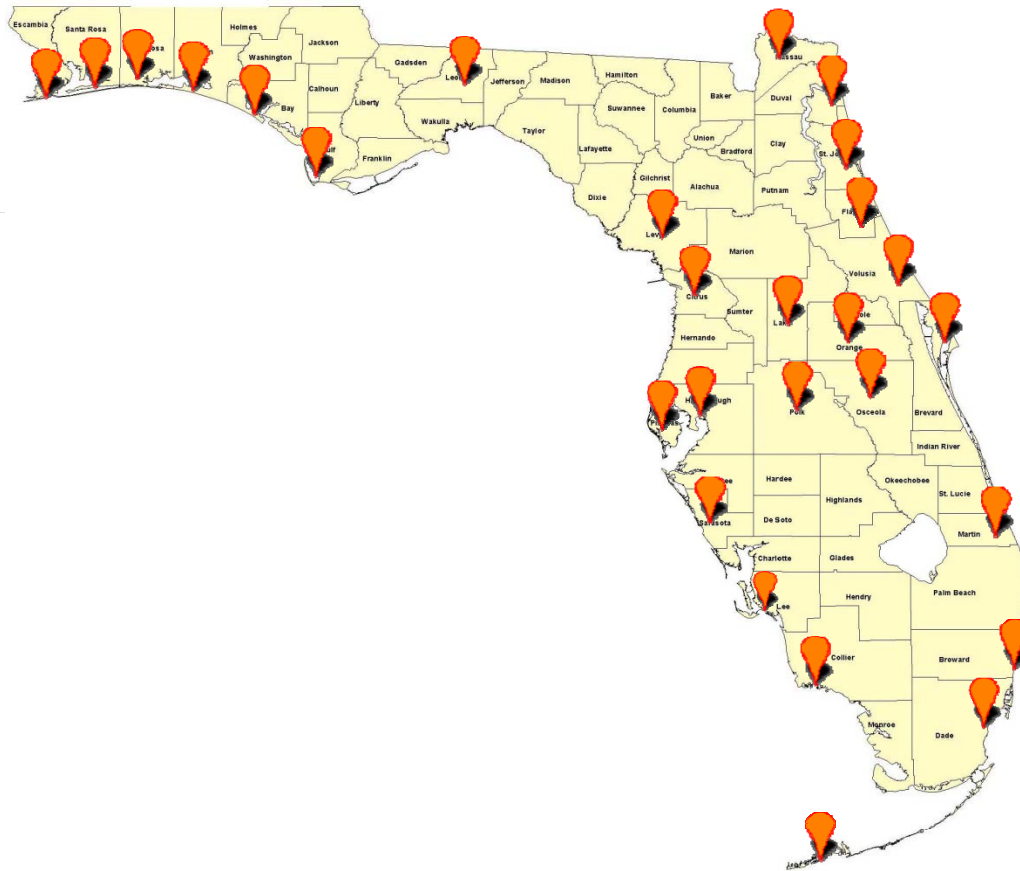 Escambia
Santa Rosa
Holmes
Washington
Jackson
Bay
Calhoun
Gadsden
Liberty
Wakulla
Franklin
Jefferson
Madison
Taylor
Hamilton
Suwannee
Lafayette
Columbia
Baker
Union
Bradford
Duval
Clay
Putnam
Gilchrist
Alachua
Dixie
Marion
Volusia
Citrus
Sumter
Hernando
Orange
Polk
Osceola
Brevard
Indian River
Hardee
Okeechobee
St. Lucie
Highlands
Sarasota
De Soto
Martin
Charlotte
Glades
Lee
Hendry
Palm Beach
Collier
Broward
Monroe
Dade